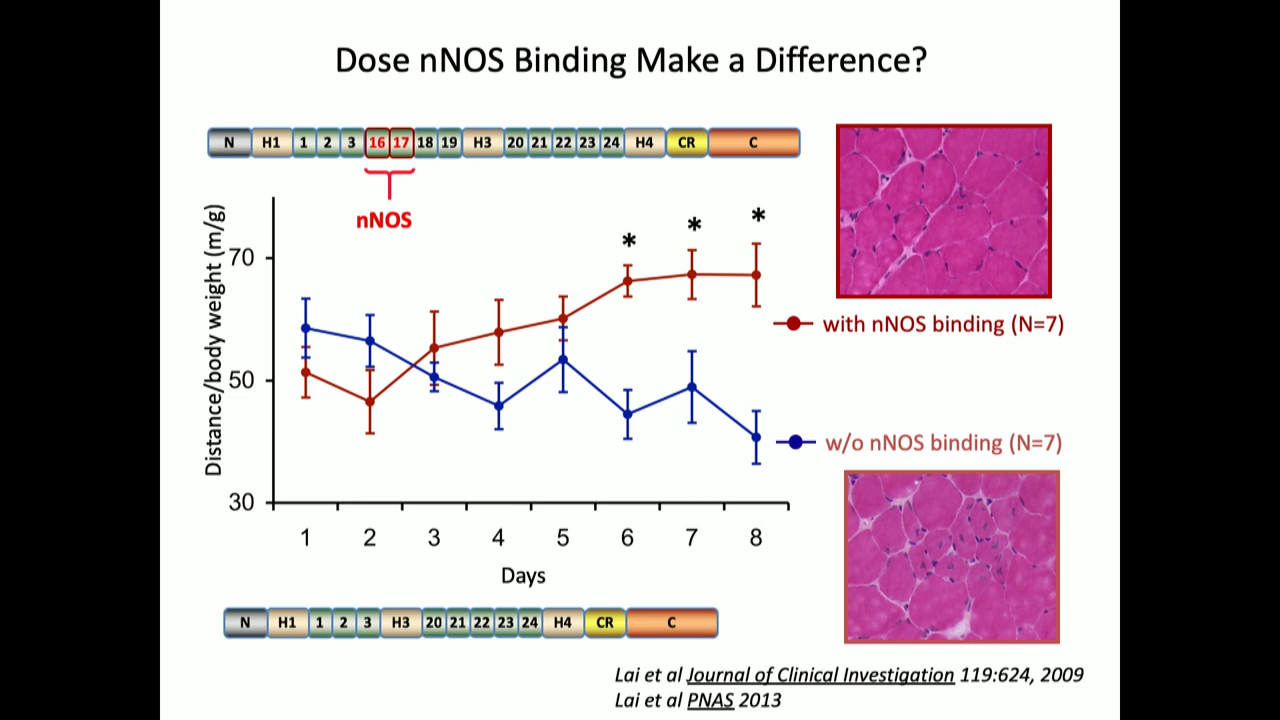 Dose nNOS Binding Make a Difference?
N H1 1 2 3 16 17 18 19 H3 20 21 22 23 24 H4 CR C
nNOS
Distance/body weight (m/g)
70
50
30
* * *
with nNOS binding (N=7)
w/o nNOS binding (N=7)
1 2 3 4 5 6 7 8
Days
N H1 1 2 3 H3 20 21 22 23 24 H4 CR C
Lai et al Journal of Clinical Investigation 119:624, 2009
Lai et al PNAS 2013